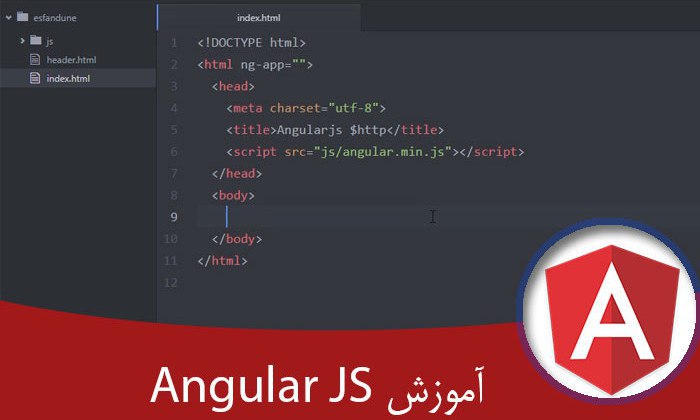 esfandune
js
header.html
index.html
index.html
1 <!DOCTYPE html>
2 <html ng-app="">
3 <head>
4 <meta charset="utf-8">
5 <title>Angularjs $http</title>
6 <script src="js/angular.min.js"></script>
7 </head>
8 <body>
9
10 </body>
11 </html>
12
A
آموزش Angular JS